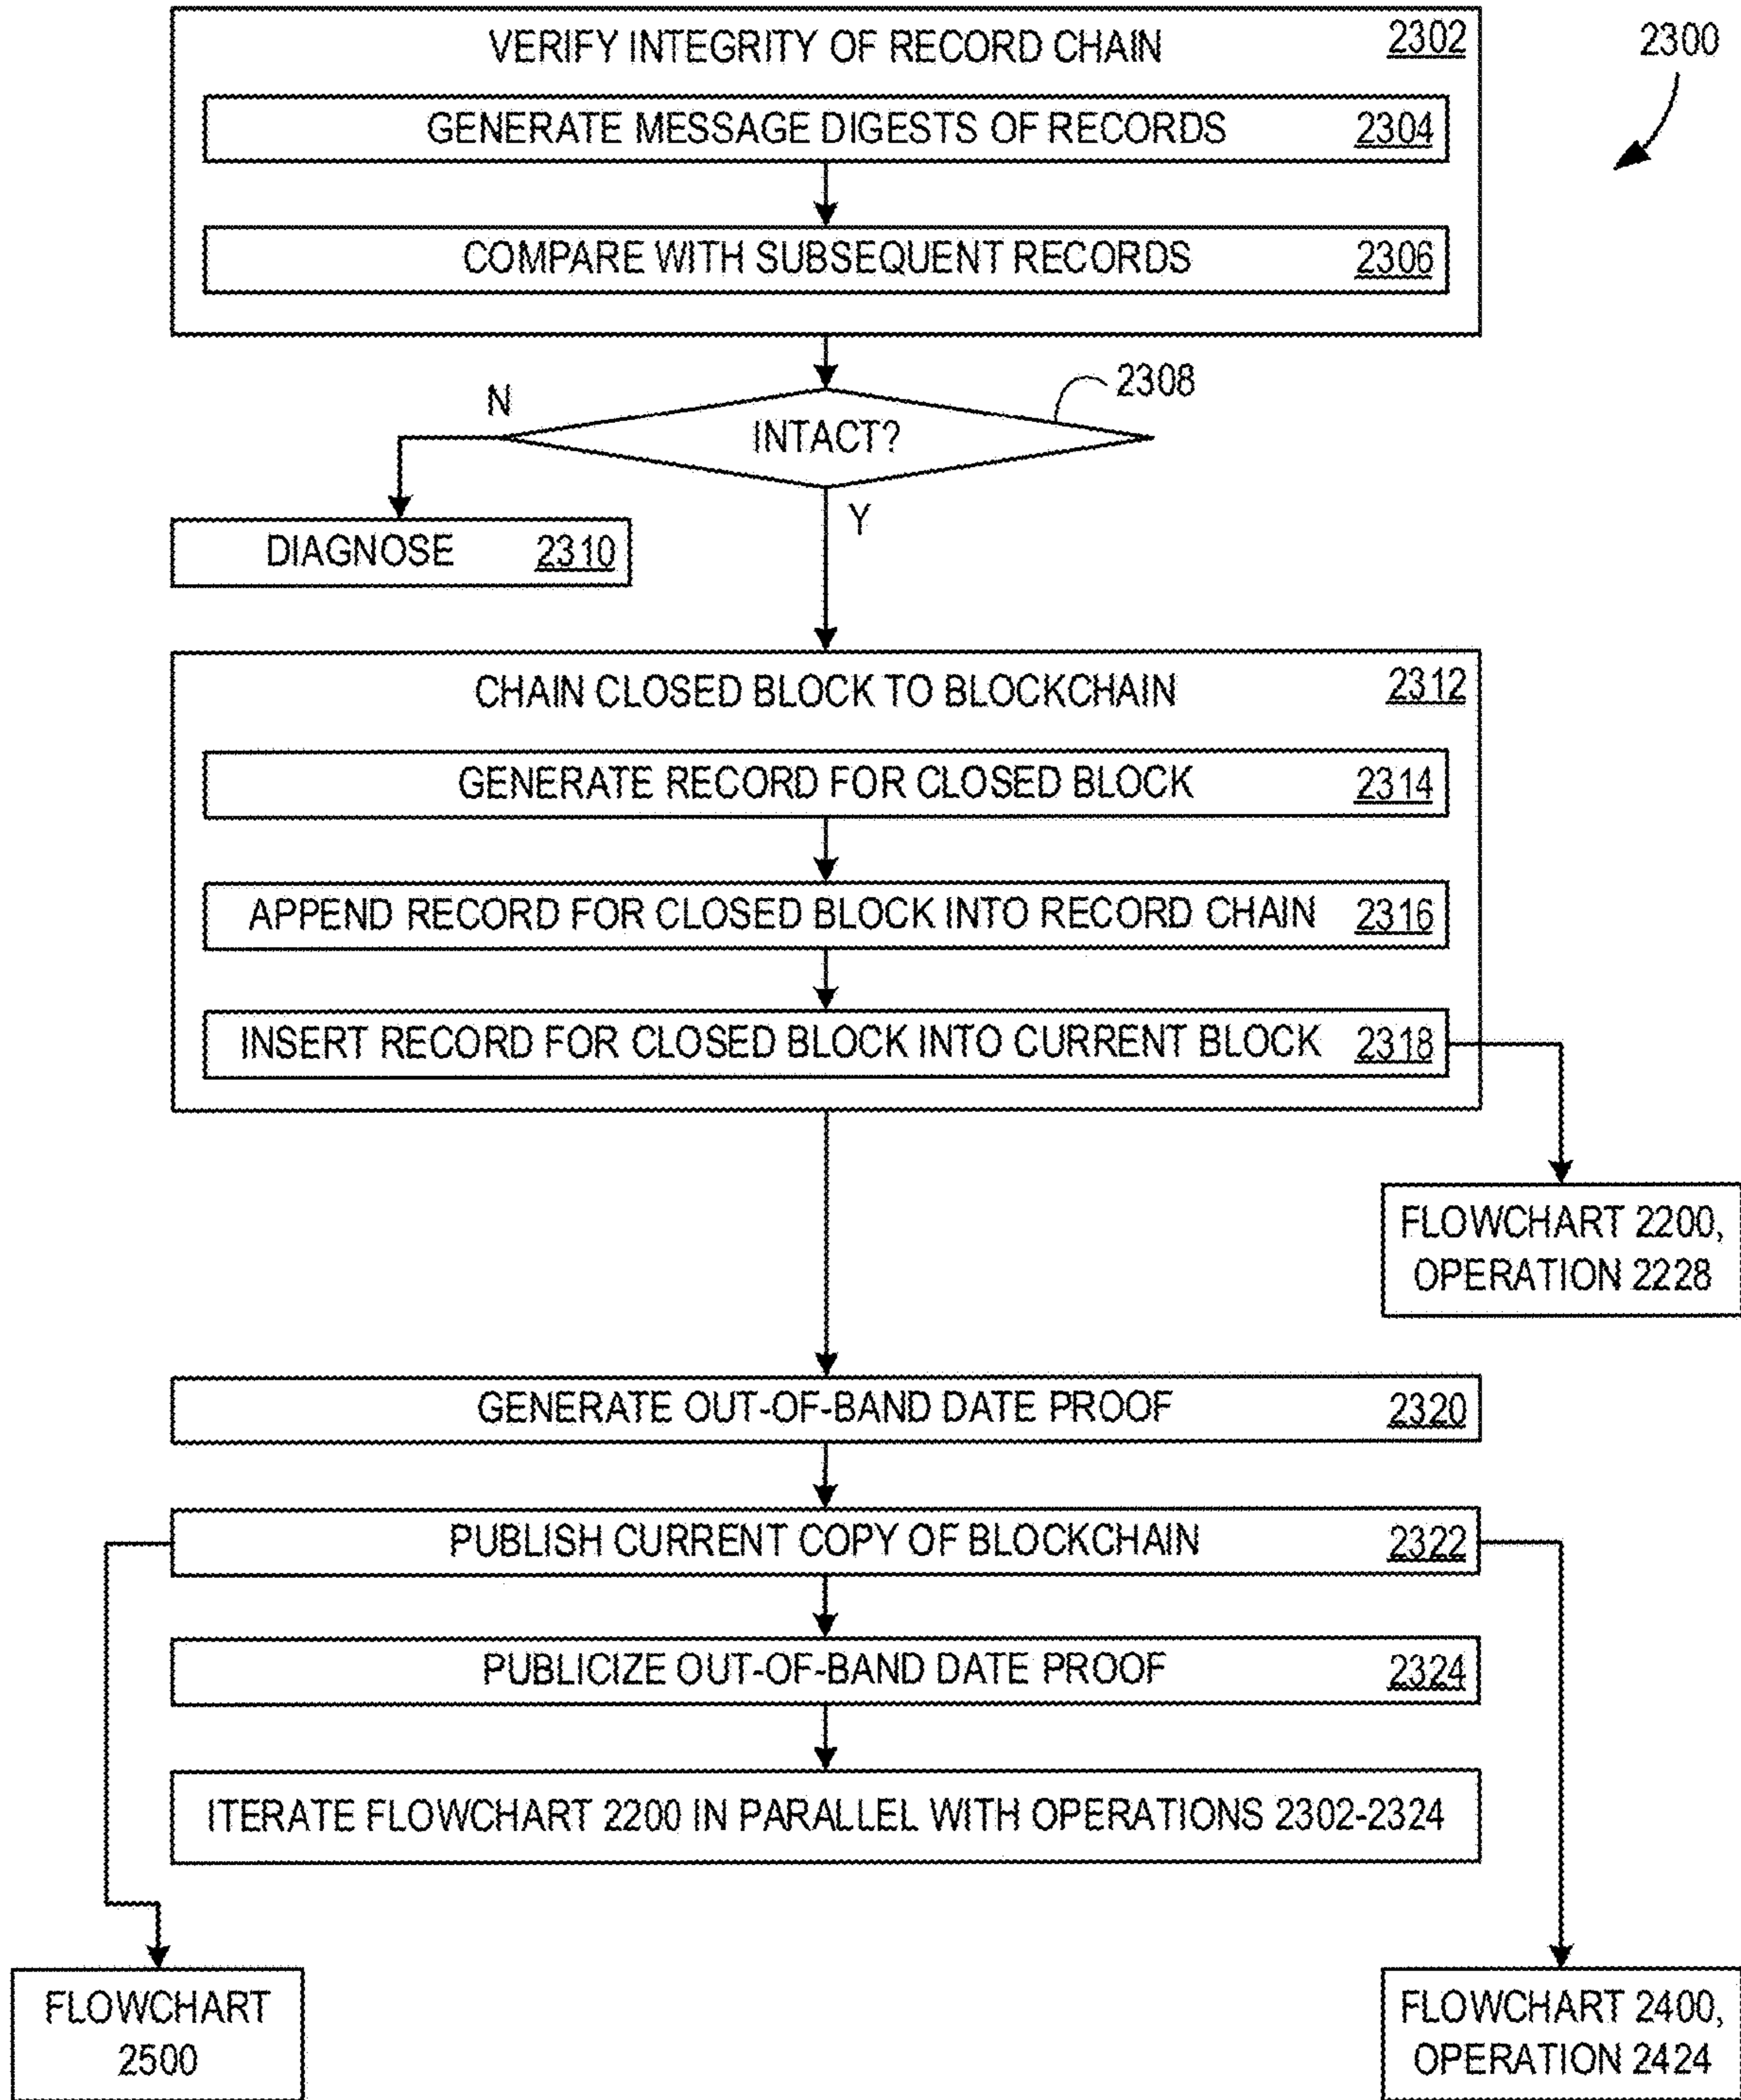 VERIFY INTEGRITY OF RECORD CHAIN 2302
2300
GENERATE MESSAGE DIGESTS OF RECORDS 2304
COMPARE WITH SUBSEQUENT RECORDS 2306
2308
N
INTACT?
Y
DIAGNOSE 2310
CHAIN CLOSED BLOCK TO BLOCKCHAIN 2312
GENERATE RECORD FOR CLOSED BLOCK 2314
APPEND RECORD FOR CLOSED BLOCK INTO RECORD CHAIN 2316
INSERT RECORD FOR CLOSED BLOCK INTO CURRENT BLOCK 2318
FLOWCHART 2200,
OPERATION 2228
GENERATE OUT-OF-BAND DATE PROOF 2320
PUBLISH CURRENT COPY OF BLOCKCHAIN 2322
PUBLICIZE OUT-OF-BAND DATE PROOF 2324
ITERATE FLOWCHART 2200 IN PARALLEL WITH OPERATIONS 2302-2324
FLOWCHART
2500
FLOWCHART 2400,
OPERATION 2424